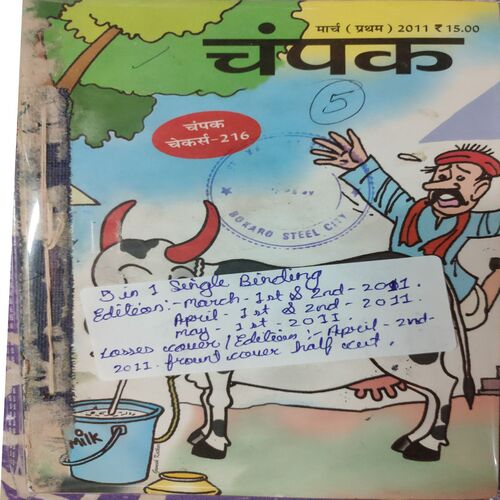 मार्च ( प्रथम ) 2011 ₹ 15.00
चंपक
5
चंपक
चेकर्स-216
BOKARO STEEL CITY
5 in 1 Single Binding
Edition:- March - 1st & 2nd - 2011.
April - 1st & 2nd - 2011.
May - 1st - 2011.
Losses cover / Edition :- April - 2nd-
2011. frount cover half cut.
Milk